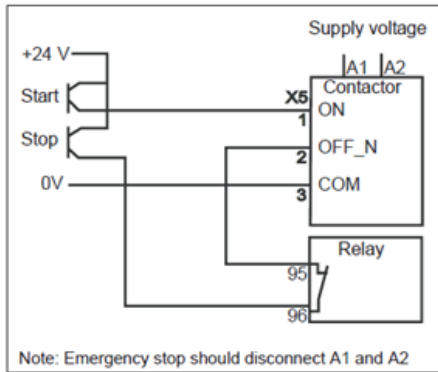 Supply voltage
+24 V
A1 A2
Start
X5 Contactor
1 ON
Stop
2 OFF_N
0V
3 COM
Relay
95
96
Note: Emergency stop should disconnect A1 and A2